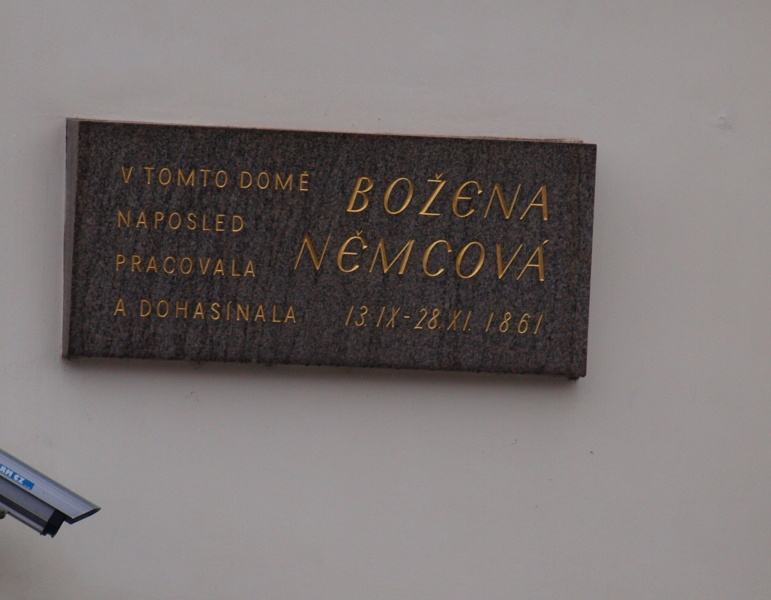 V TOMTO DOMĚ
NAPOSLED
PRACOVALA
A DOHASÍNALA
BOŽENA
NĚMCOVÁ
13. IX - 28. XI. 1861